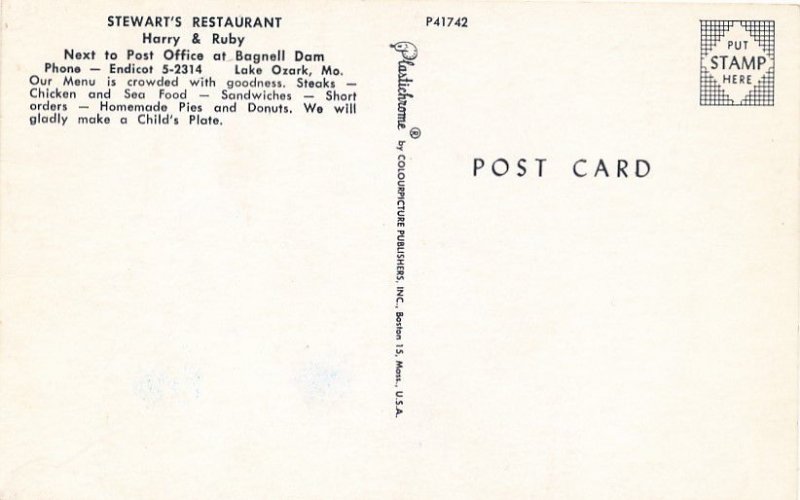 STEWART'S RESTAURANT
Harry & Ruby
Next to Post Office at Bagnell Dam
Phone — Endicot 5-2314 Lake Ozark, Mo.
Our Menu is crowded with goodness. Steaks —
Chicken and Sea Food — Sandwiches — Short
orders — Homemade Pies and Donuts. We will
gladly make a Child's Plate.
Plastichrome ® by COLOURPICTURE PUBLISHERS, INC., Boston 15, Mass., U.S.A.
P41742
PUT
STAMP
HERE
POST CARD